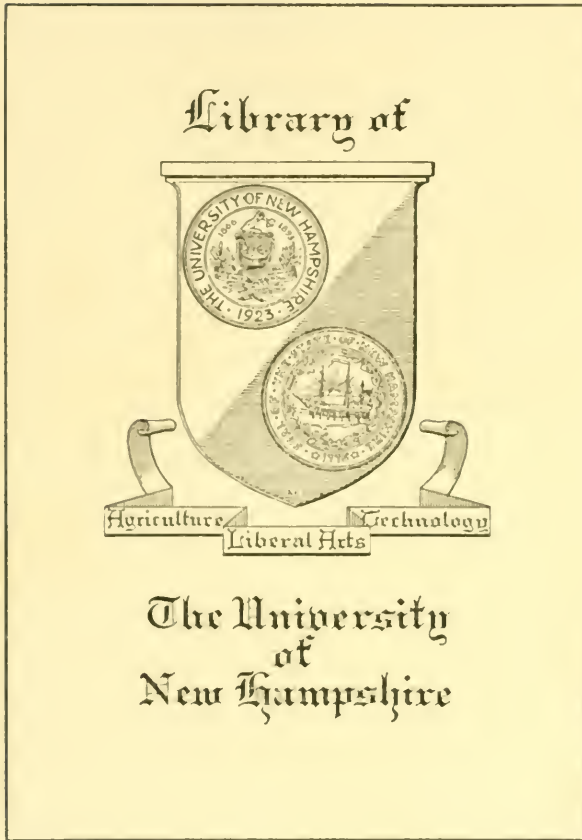 Library of
THE UNIVERSITY OF NEW HAMPSHIRE
1866 1893
· 1923 ·
Agriculture
Liberal Arts
Technology
The University
of
New Hampshire